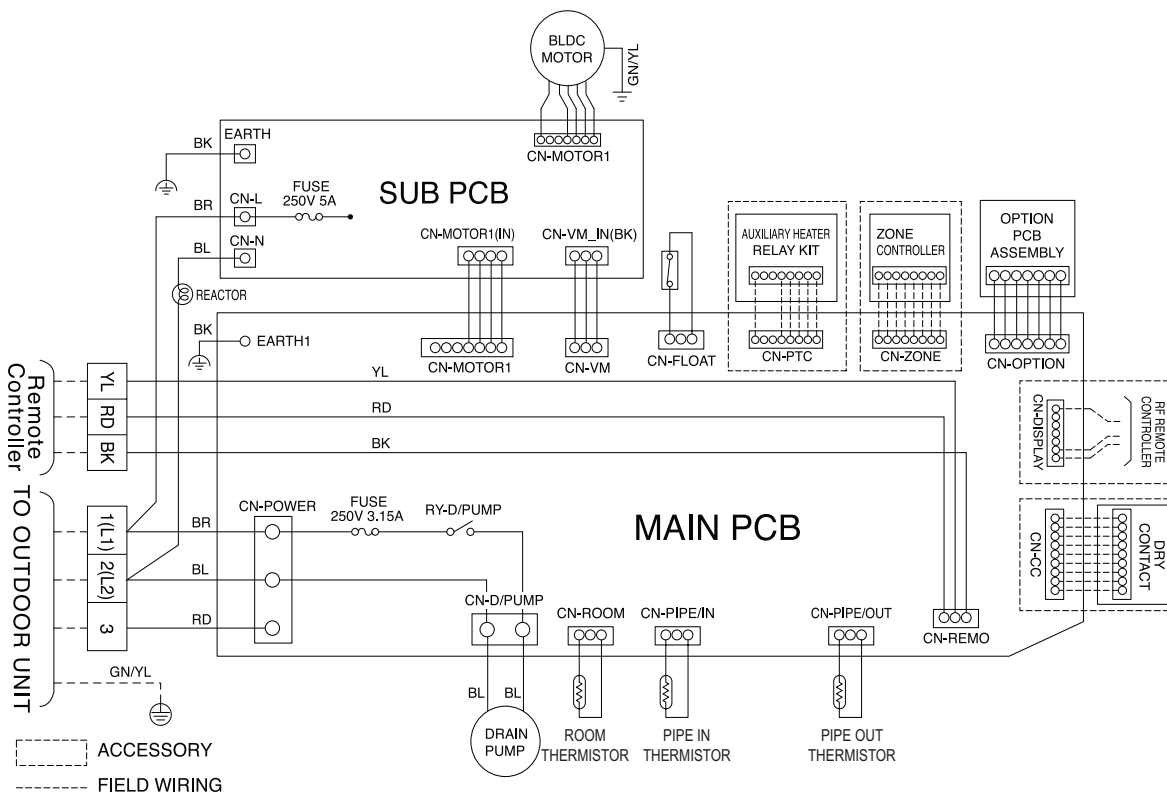 BLDC
MOTOR
GN/YL
CN-MOTOR1
EARTH
BK
SUB PCB
FUSE
250V 5A
CN-L
BR
CN-N
BL
CN-MOTOR1(IN)
CN-VM_IN(BK)
REACTOR
AUXILIARY HEATER
RELAY KIT
ZONE
CONTROLLER
OPTION
PCB
ASSEMBLY
BK
EARTH1
CN-MOTOR1
CN-VM
CN-FLOAT
CN-PTC
CN-ZONE
CN-OPTION
Remote
Controller
YL
RD
BK
YL
RD
BK
CN-DISPLAY
RF REMOTE
CONTROLLER
TO OUTDOOR UNIT
1(L1)
2(L2)
3
BR
BL
RD
GN/YL
CN-POWER
FUSE
250V 3.15A
RY-D/PUMP
MAIN PCB
CN-CC
DRY
CONTACT
CN-D/PUMP
CN-ROOM
CN-PIPE/IN
CN-PIPE/OUT
CN-REMO
BL
BL
DRAIN
PUMP
ROOM
THERMISTOR
PIPE IN
THERMISTOR
PIPE OUT
THERMISTOR
ACCESSORY
FIELD WIRING